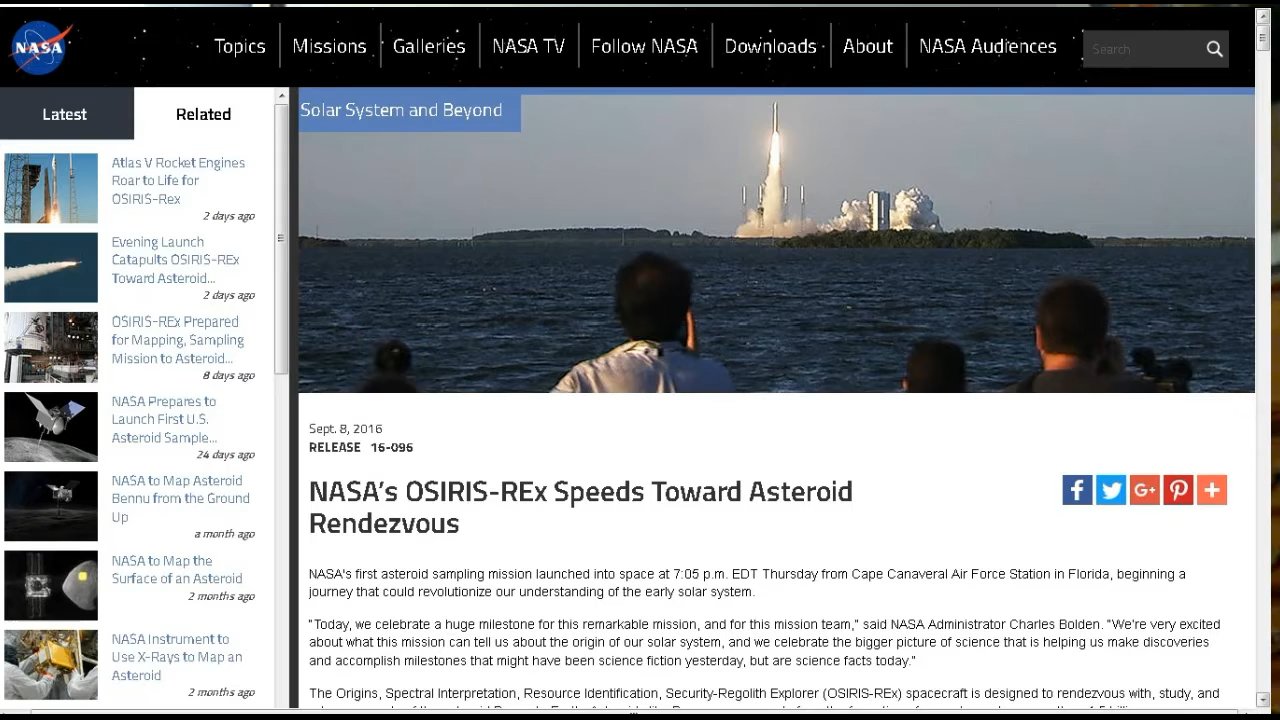 NASA
Topics
Missions
Galleries
NASA TV
Follow NASA
Downloads
About
NASA Audiences
Search
Latest
Related
Atlas V Rocket Engines
Roar to Life for
OSIRIS-Rex
2 days ago
Evening Launch
Catapults OSIRIS-REx
Toward Asteroid...
2 days ago
OSIRIS-REx Prepared
for Mapping, Sampling
Mission to Asteroid...
8 days ago
NASA Prepares to
Launch First U.S.
Asteroid Sample...
24 days ago
NASA to Map Asteroid
Bennu from the Ground
Up
a month ago
NASA to Map the
Surface of an Asteroid
2 months ago
NASA Instrument to
Use X-Rays to Map an
Asteroid
2 months ago
Solar System and Beyond
Sept. 8, 2016
RELEASE 16-096
NASA's OSIRIS-REx Speeds Toward Asteroid
Rendezvous
NASA's first asteroid sampling mission launched into space at 7:05 p.m. EDT Thursday from Cape Canaveral Air Force Station in Florida, beginning a
journey that could revolutionize our understanding of the early solar system.
"Today, we celebrate a huge milestone for this remarkable mission, and for this mission team," said NASA Administrator Charles Bolden. "We're very excited
about what this mission can tell us about the origin of our solar system, and we celebrate the bigger picture of science that is helping us make discoveries
and accomplish milestones that might have been science fiction yesterday, but are science facts today."
The Origins, Spectral Interpretation, Resource Identification, Security-Regolith Explorer (OSIRIS-REx) spacecraft is designed to rendezvous with, study, and